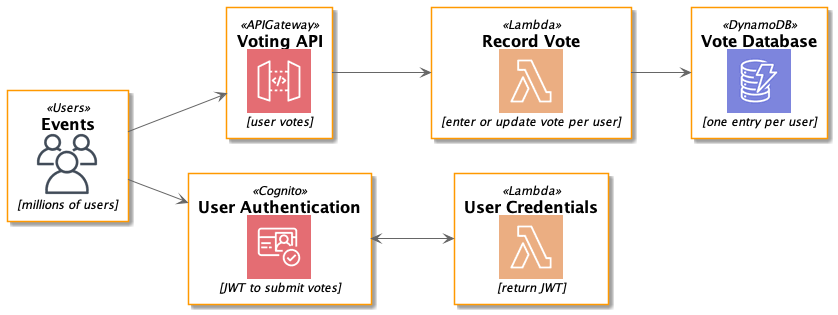 «Users»
Events
[millions of users]
«APIGateway»
Voting API
</>
[user votes]
«Lambda»
Record Vote
[enter or update vote per user]
«DynamoDB»
Vote Database
[one entry per user]
«Cognito»
User Authentication
[JWT to submit votes]
«Lambda»
User Credentials
[return JWT]